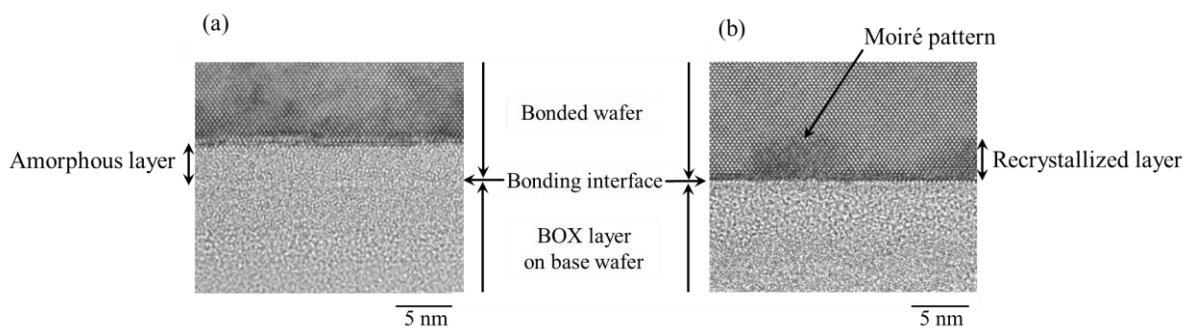 (a)
(b)
Moiré pattern
Bonded wafer
Amorphous layer
Recrystallized layer
Bonding interface
BOX layer
on base wafer
5 nm
5 nm